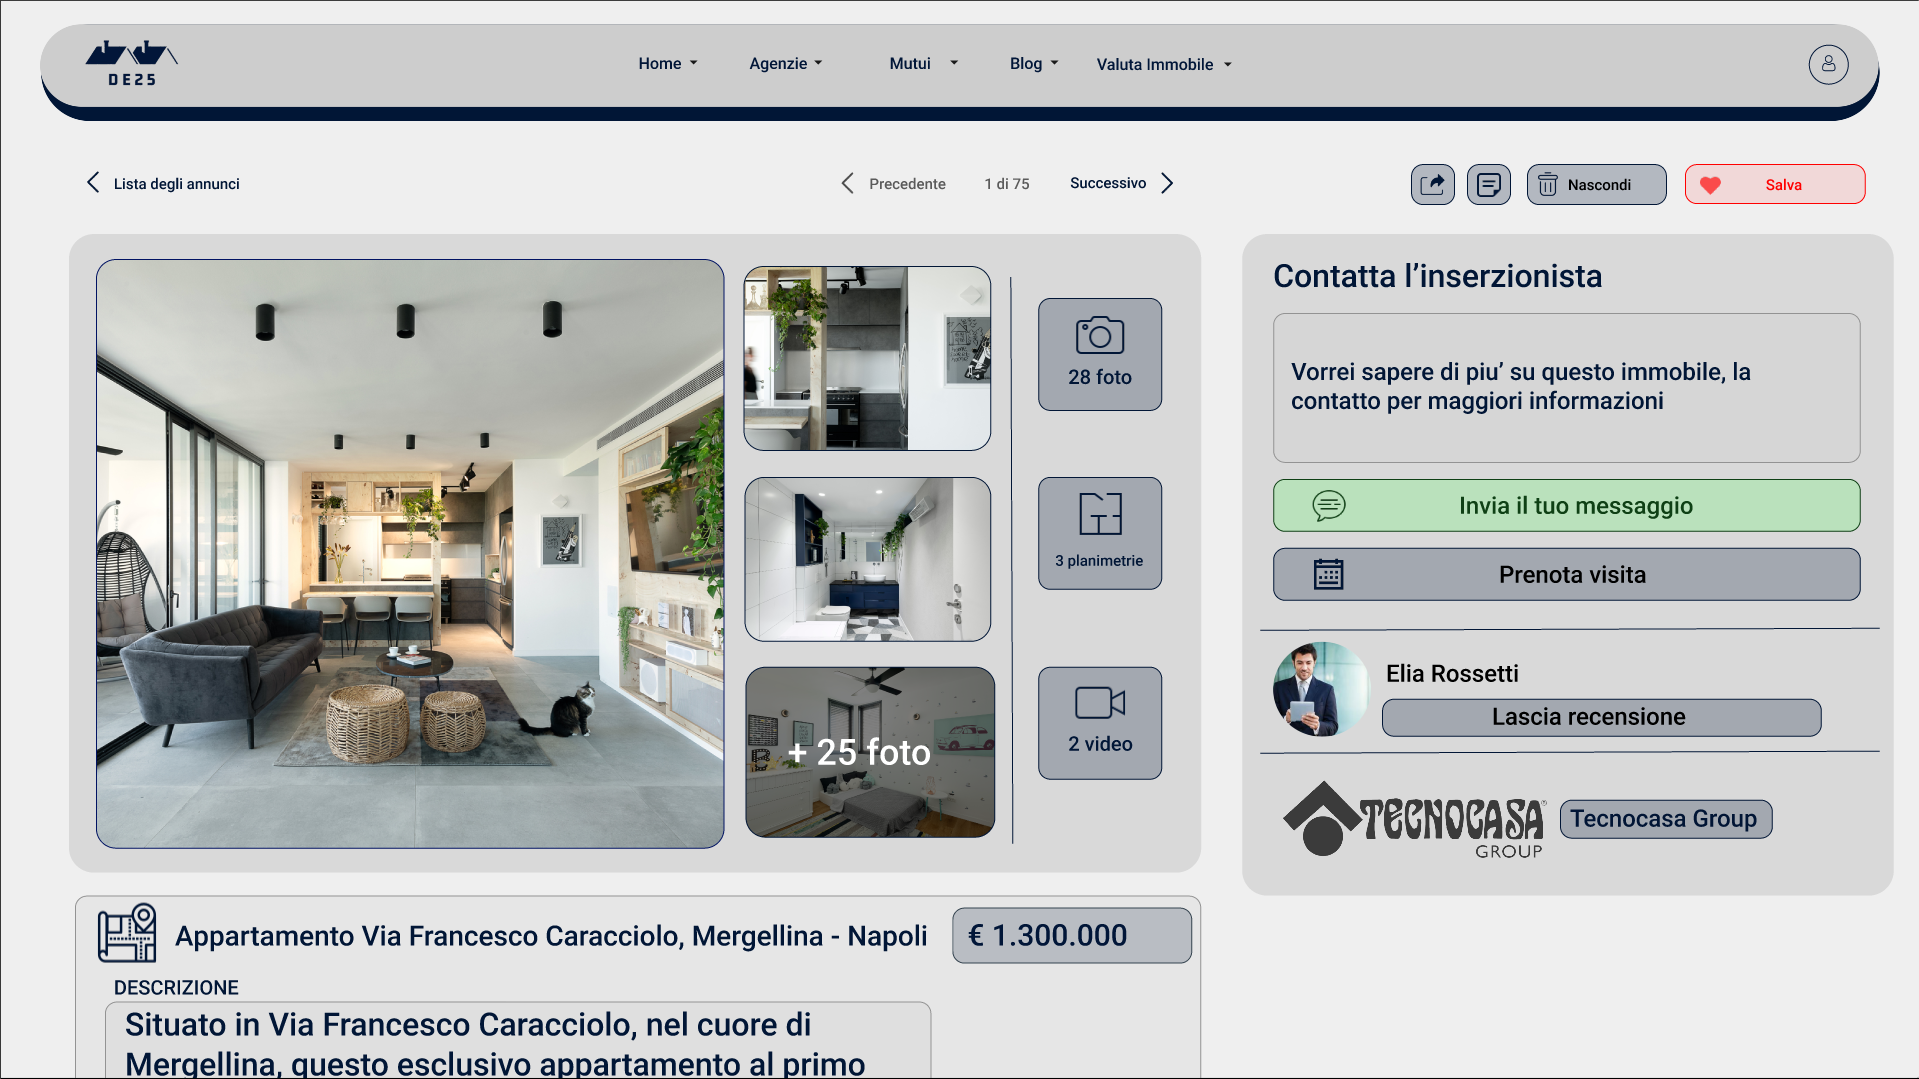 DE25
Home
Agenzie
Mutui
Blog
Valuta Immobile
Lista degli annunci
Precedente
1 di 75
Successivo
Nascondi
Salva
28 foto
3 planimetrie
+ 25 foto
2 video
Contatta l’inserzionista
Vorrei sapere di piu’ su questo immobile, la
contatto per maggiori informazioni
Invia il tuo messaggio
Prenota visita
Elia Rossetti
Lascia recensione
TECNOCASA®
GROUP
Tecnocasa Group
Appartamento Via Francesco Caracciolo, Mergellina - Napoli
€ 1.300.000
DESCRIZIONE
Situato in Via Francesco Caracciolo, nel cuore di
Mergellina, questo esclusivo appartamento al primo